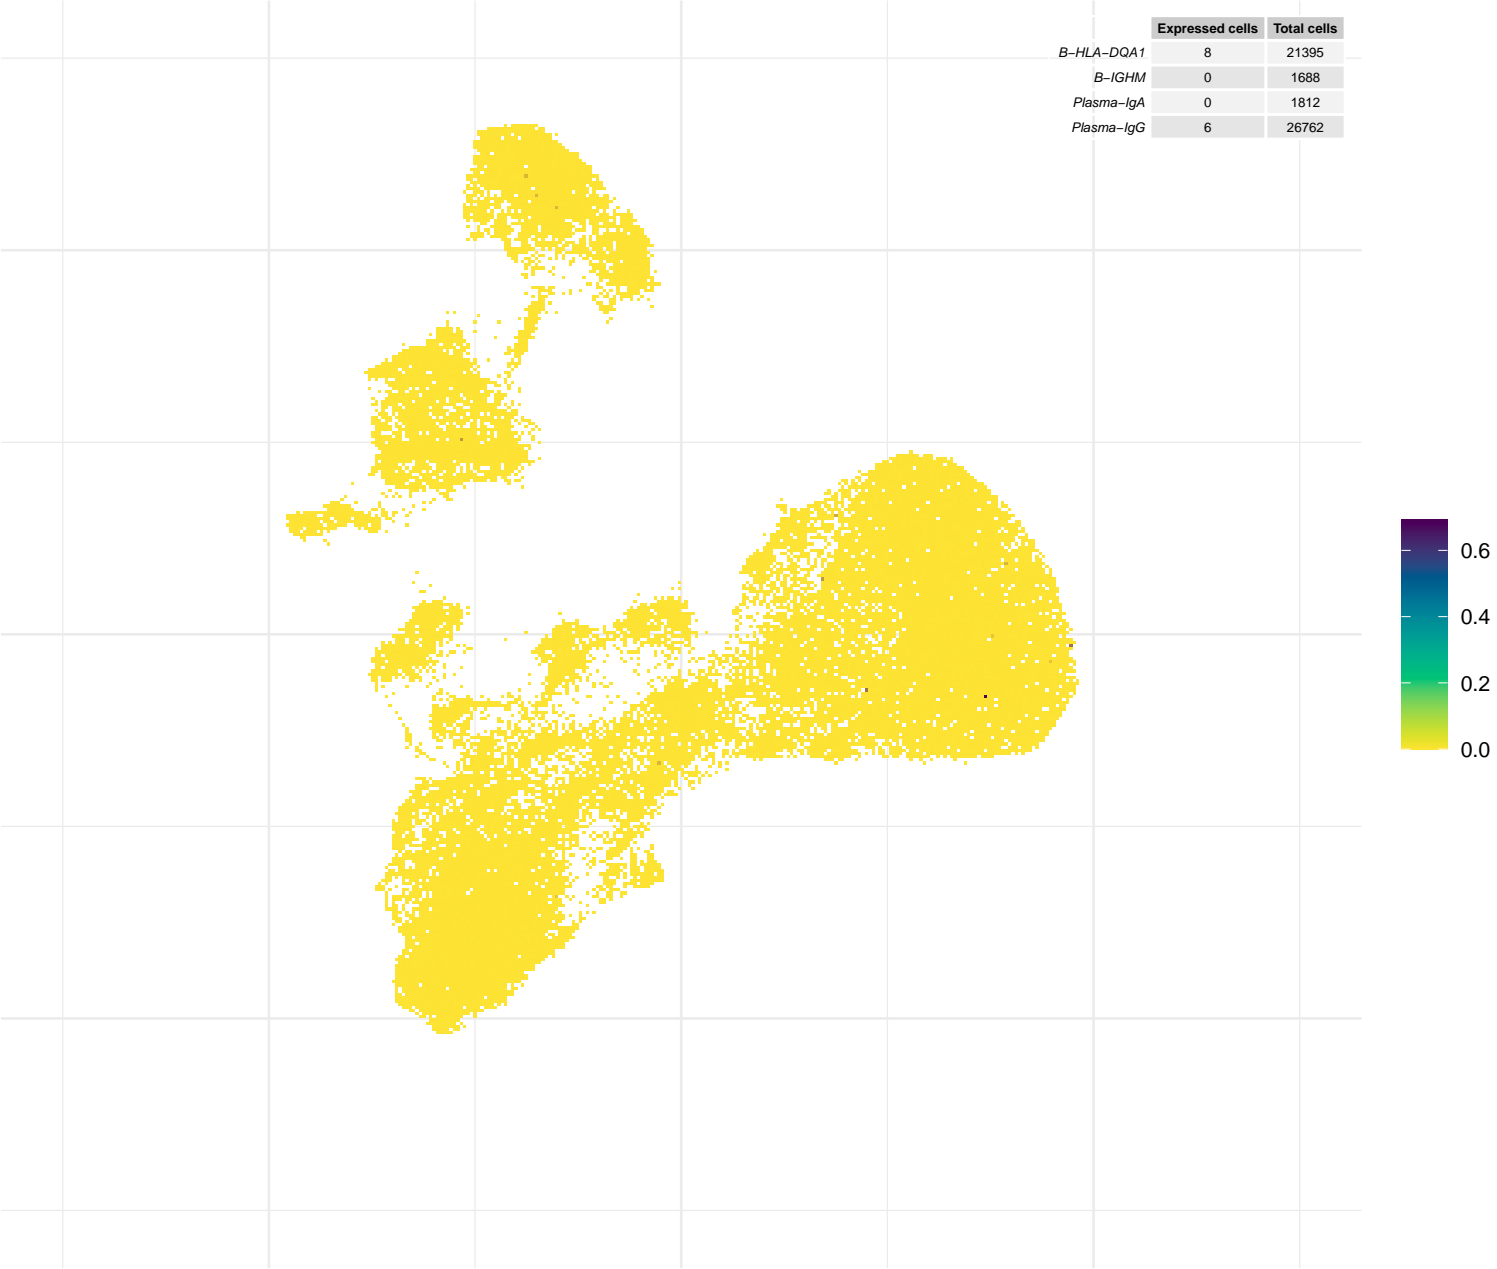 Expressed cells Total cells
B−HLA−DQA1 8 21395
B−IGHM 0 1688
Plasma−IgA 0 1812
Plasma−IgG 6 26762
0.6
0.4
0.2
0.0